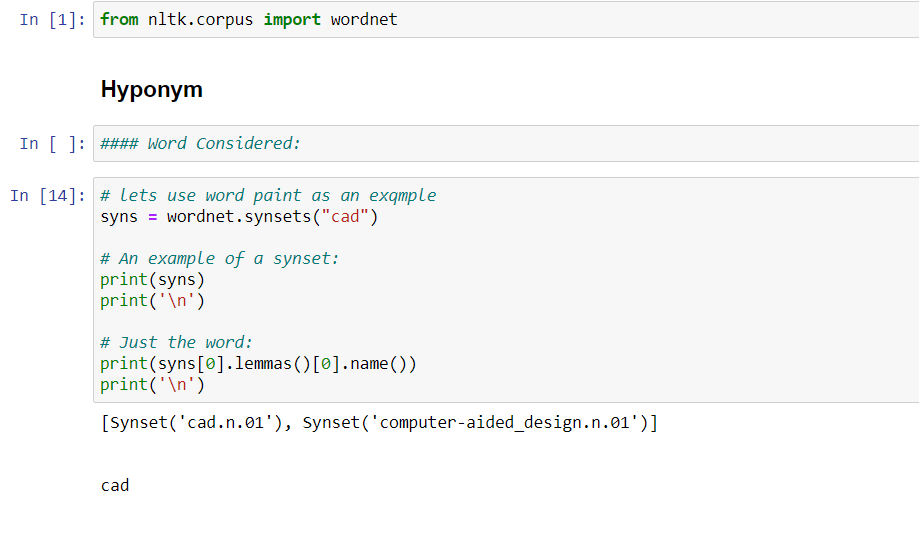 In [1]: from nltk.corpus import wordnet
Hyponym
In [ ]: #### Word Considered:
In [14]: # lets use word paint as an exqmple
syns = wordnet.synsets("cad")
# An example of a synset:
print(syns)
print('\n')
# Just the word:
print(syns[0].lemmas()[0].name())
print('\n')
[Synset('cad.n.01'), Synset('computer-aided_design.n.01')]
cad